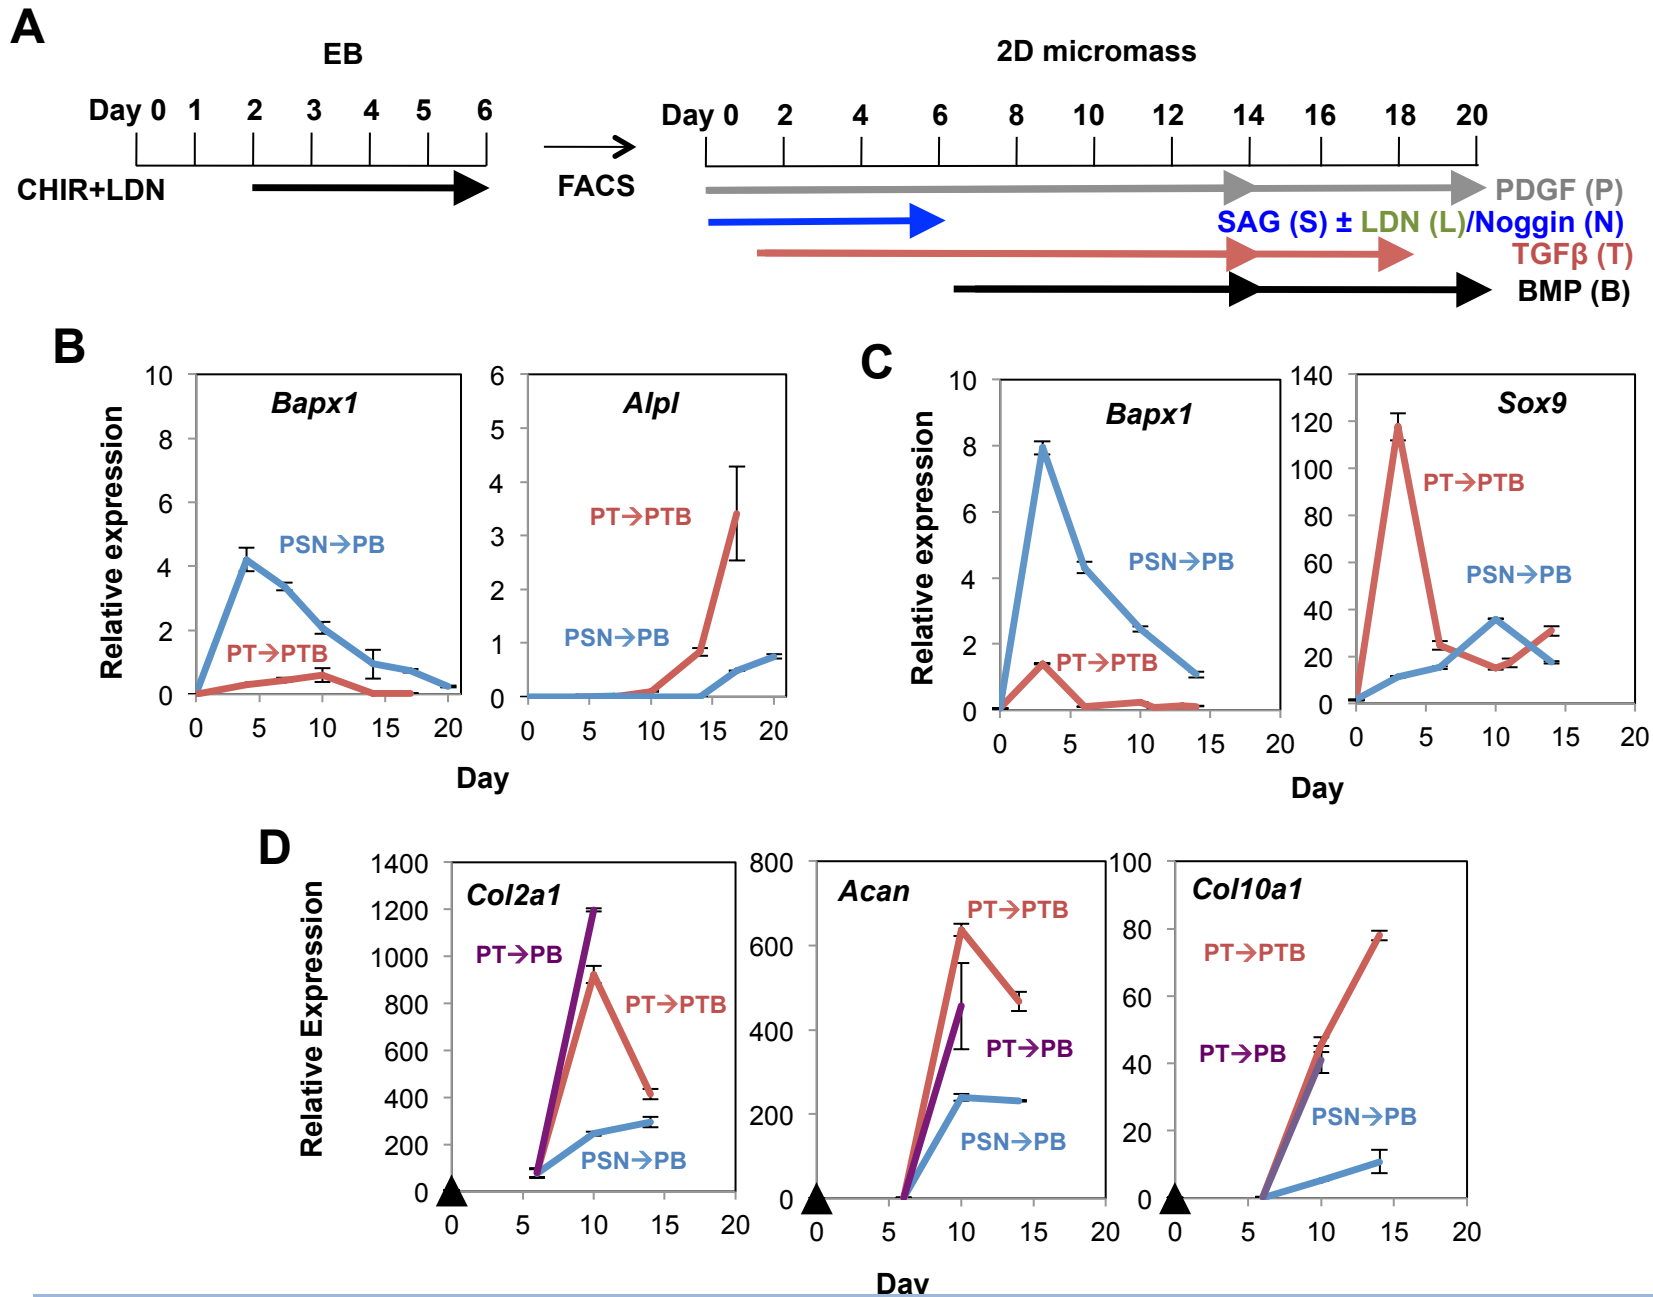 A
EB
2D micromass
Day 0 1 2 3 4 5 6
Day 0 2 4 6 8 10 12 14 16 18 20
CHIR+LDN
FACS
PDGF (P)
SAG (S) ± LDN (L)/Noggin (N)
TGFβ (T)
BMP (B)
B
Relative expression
Bapx1
10
8
6
4
2
0
PSN→PB
PT→PTB
0 5 10 15 20
Alpl
6
5
4
3
2
1
0
PT→PTB
PSN→PB
0 5 10 15 20
Day
C
Relative expression
Bapx1
10
8
6
4
2
0
PSN→PB
PT→PTB
0 5 10 15 20
Sox9
140
120
100
80
60
40
20
0
PT→PTB
PSN→PB
0 5 10 15 20
Day
D
Relative Expression
Col2a1
1400
1200
1000
800
600
400
200
0
PT→PB
PT→PTB
PSN→PB
0 5 10 15 20
Acan
800
600
400
200
0
PT→PTB
PT→PB
PSN→PB
0 5 10 15 20
Col10a1
100
80
60
40
20
0
PT→PTB
PT→PB
PSN→PB
0 5 10 15 20
Day